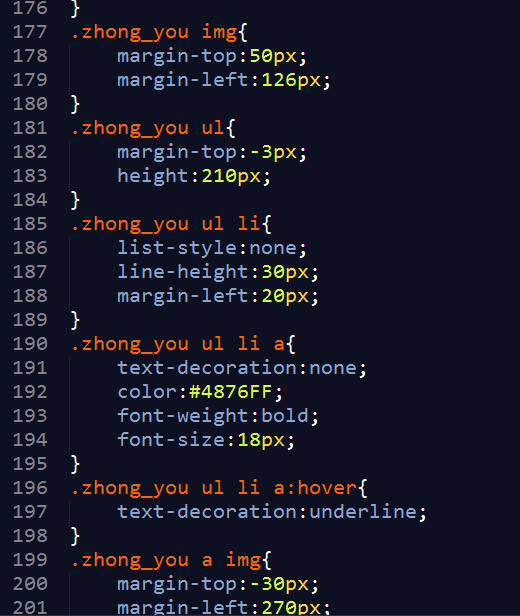 176 }
177 .zhong_you img{
178     margin-top:50px;
179     margin-left:126px;
180 }
181 .zhong_you ul{
182     margin-top:-3px;
183     height:210px;
184 }
185 .zhong_you ul li{
186     list-style:none;
187     line-height:30px;
188     margin-left:20px;
189 }
190 .zhong_you ul li a{
191     text-decoration:none;
192     color:#4876FF;
193     font-weight:bold;
194     font-size:18px;
195 }
196 .zhong_you ul li a:hover{
197     text-decoration:underline;
198 }
199 .zhong_you a img{
200     margin-top:-30px;
201     margin-left:270px;